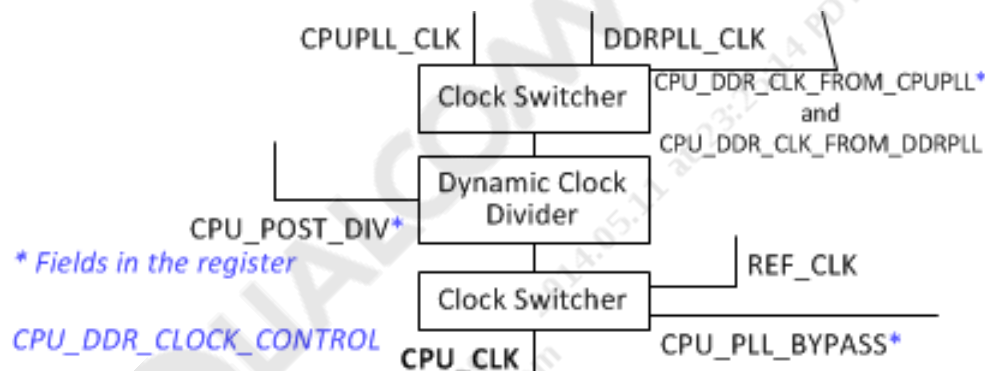 CPUPLL_CLK
DDRPLL_CLK
Clock Switcher
CPU_DDR_CLK_FROM_CPUPLL*
and
CPU_DDR_CLK_FROM_DDRPLL
Dynamic Clock
Divider
CPU_POST_DIV*
* Fields in the register
REF_CLK
Clock Switcher
CPU_DDR_CLOCK_CONTROL
CPU_PLL_BYPASS*
CPU_CLK